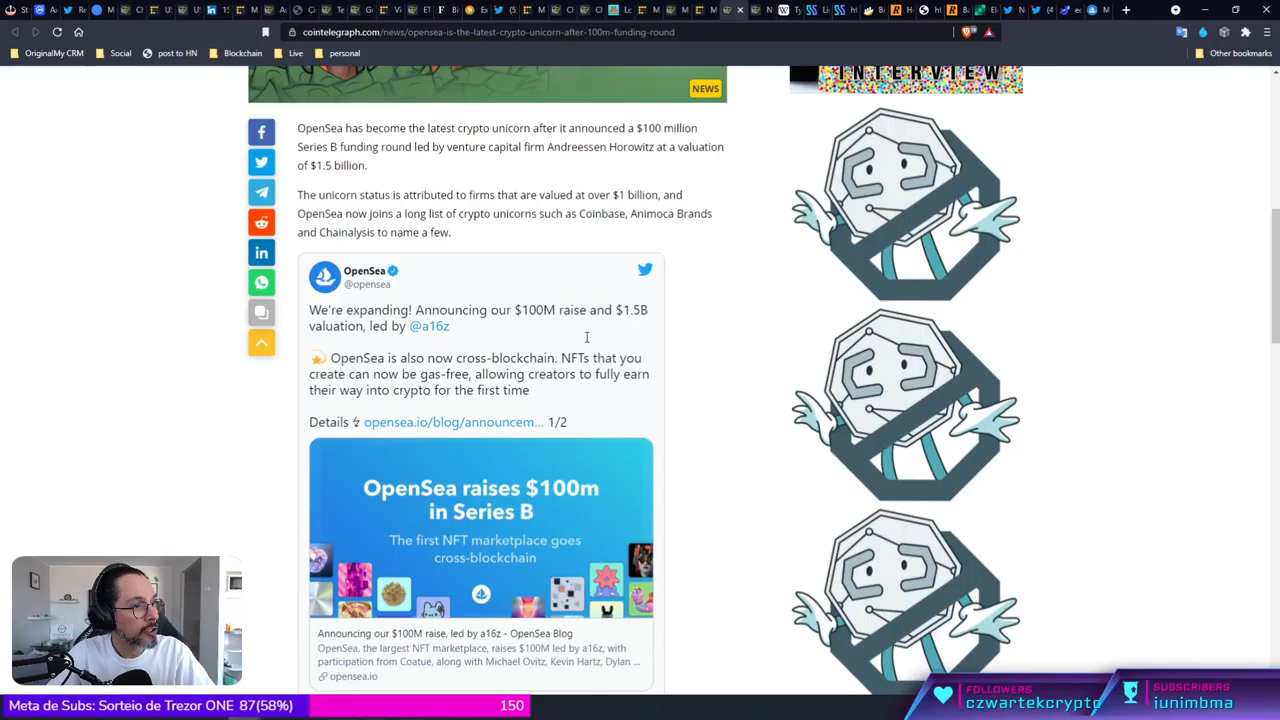 cointelegraph.com/news/opensea-is-the-latest-crypto-unicorn-after-100m-funding-round
OriginalMy CRM
Social
post to HN
Blockchain
Live
personal
Other bookmarks
NEWS
INTERVIEW
OpenSea has become the latest crypto unicorn after it announced a $100 million
Series B funding round led by venture capital firm Andreessen Horowitz at a valuation
of $1.5 billion.
The unicorn status is attributed to firms that are valued at over $1 billion, and
OpenSea now joins a long list of crypto unicorns such as Coinbase, Animoca Brands
and Chainalysis to name a few.
OpenSea
@opensea
We're expanding! Announcing our $100M raise and $1.5B
valuation, led by @a16z
OpenSea is also now cross-blockchain. NFTs that you
create can now be gas-free, allowing creators to fully earn
their way into crypto for the first time
Details opensea.io/blog/announcem... 1/2
OpenSea raises $100m
in Series B
The first NFT marketplace goes
cross-blockchain
Announcing our $100M raise, led by a16z - OpenSea Blog
OpenSea, the largest NFT marketplace, raises $100M led by a16z, with
participation from Coatue, along with Michael Ovitz, Kevin Hartz, Dylan ...
opensea.io
Meta de Subs: Sorteio de Trezor ONE 87(58%)
150
FOLLOWERS
czwartekcrypto
SUBSCRIBERS
junimbma